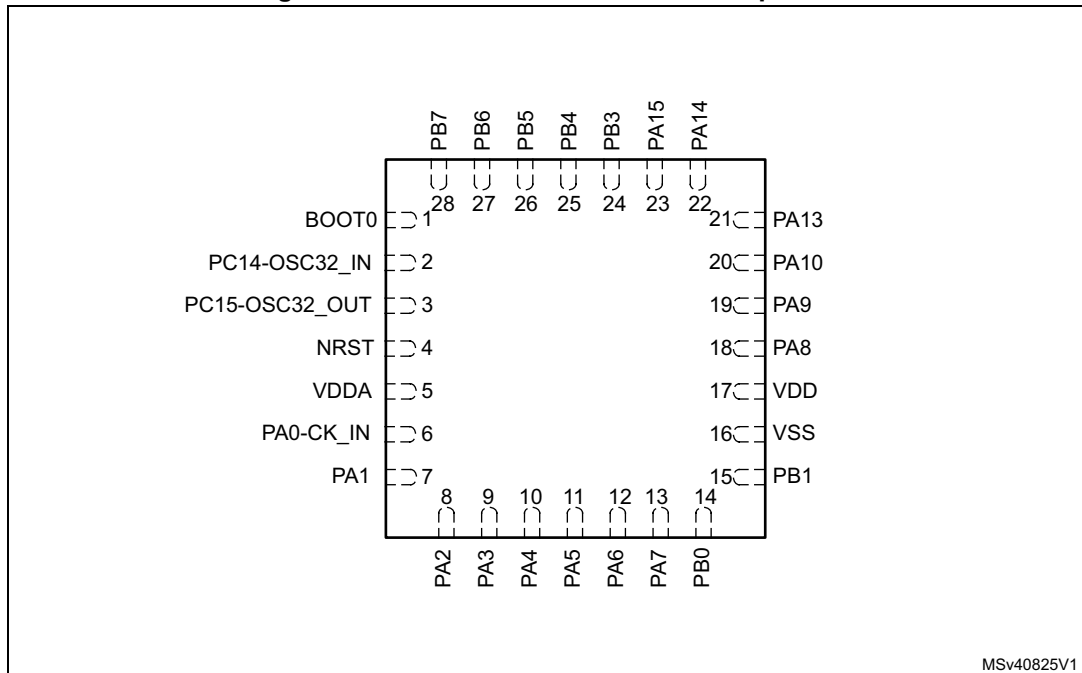 PB7 PB6 PB5 PB4 PB3 PA15 PA14
28 27 26 25 24 23 22
BOOT0 1 21 PA13
PC14-OSC32_IN 2 20 PA10
PC15-OSC32_OUT 3 19 PA9
NRST 4 18 PA8
VDDA 5 17 VDD
PA0-CK_IN 6 16 VSS
PA1 7 15 PB1
8 9 10 11 12 13 14
PA2 PA3 PA4 PA5 PA6 PA7 PB0
MSv40825V1